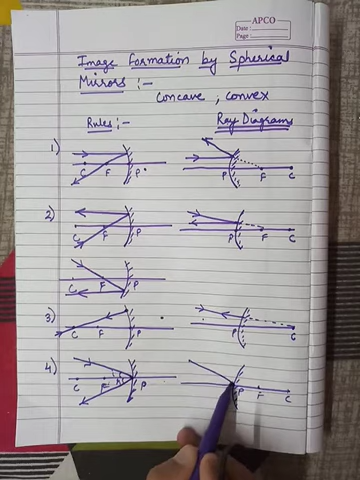 APCO
Date :
Page :
Image Formation by Spherical
Mirrors :-
Concave , convex
Rules :-
Ray Diagrams
1)
C F P
P F C
2)
C F P
P F C
C F P
3)
C F P
P F C
4)
C F P
P F C